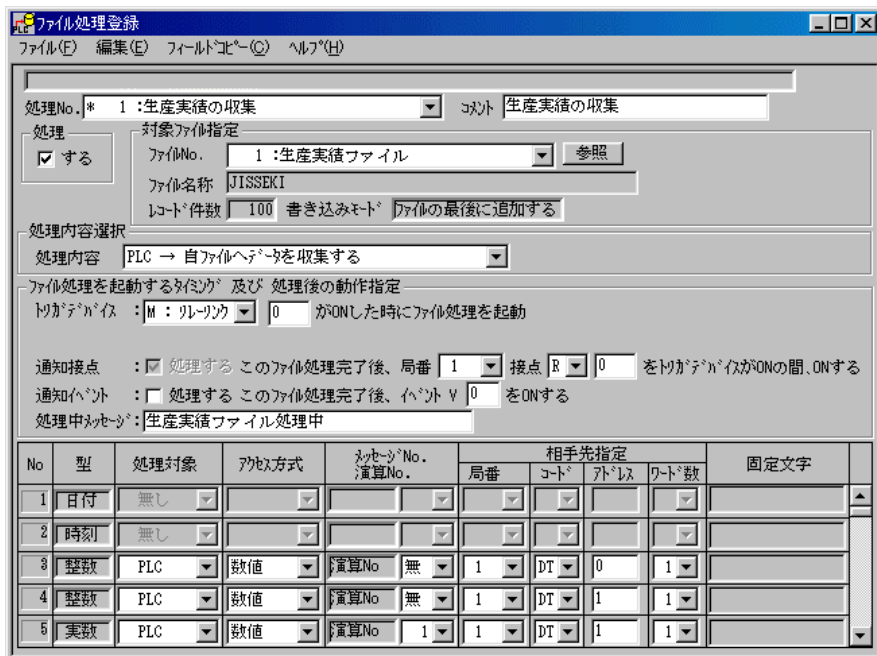 ファイル処理登録
ﾌｧｲﾙ(F) 編集(E) ﾌｨｰﾙﾄﾞｺﾋﾟｰ(C) ﾍﾙﾌﾟ(H)
処理No. * 1 :生産実績の収集 ｺﾒﾝﾄ 生産実績の収集
処理 対象ﾌｧｲﾙ指定
する ﾌｧｲﾙNo. 1 :生産実績ファイル 参照
ﾌｧｲﾙ名称 JISSEKI
ﾚｺｰﾄﾞ件数 100 書き込みﾓｰﾄﾞ ﾌｧｲﾙの最後に追加する
処理内容選択
処理内容 PLC → 自ﾌｧｲﾙへﾃﾞｰﾀを収集する
ﾌｧｲﾙ処理を起動するﾀｲﾐﾝｸﾞ 及び 処理後の動作指定
ﾄﾘｶﾞﾃﾞﾊﾞｲｽ :M : ﾘﾚｰﾘﾝｸ 0 がONした時にﾌｧｲﾙ処理を起動
通知接点 : 処理する このﾌｧｲﾙ処理完了後、局番 1 接点 R 0 をﾄﾘｶﾞﾃﾞﾊﾞｲｽがONの間、ONする
通知ｲﾍﾞﾝﾄ : 処理する このﾌｧｲﾙ処理完了後、ｲﾍﾞﾝﾄ V 0 をONする
処理中ﾒｯｾｰｼﾞ:生産実績ファイル処理中
No 型 処理対象 ｱｸｾｽ方式 ﾒｯｾｰｼﾞNo. 相手先指定 固定文字
演算No. 局番 ｺｰﾄﾞ ｱﾄﾞﾚｽ ﾜｰﾄﾞ数
1 日付 無し
2 時刻 無し
3 整数 PLC 数値 演算No 無 1 DT 0 1
4 整数 PLC 数値 演算No 無 1 DT 1 1
5 実数 PLC 数値 演算No 1 1 DT 1 1